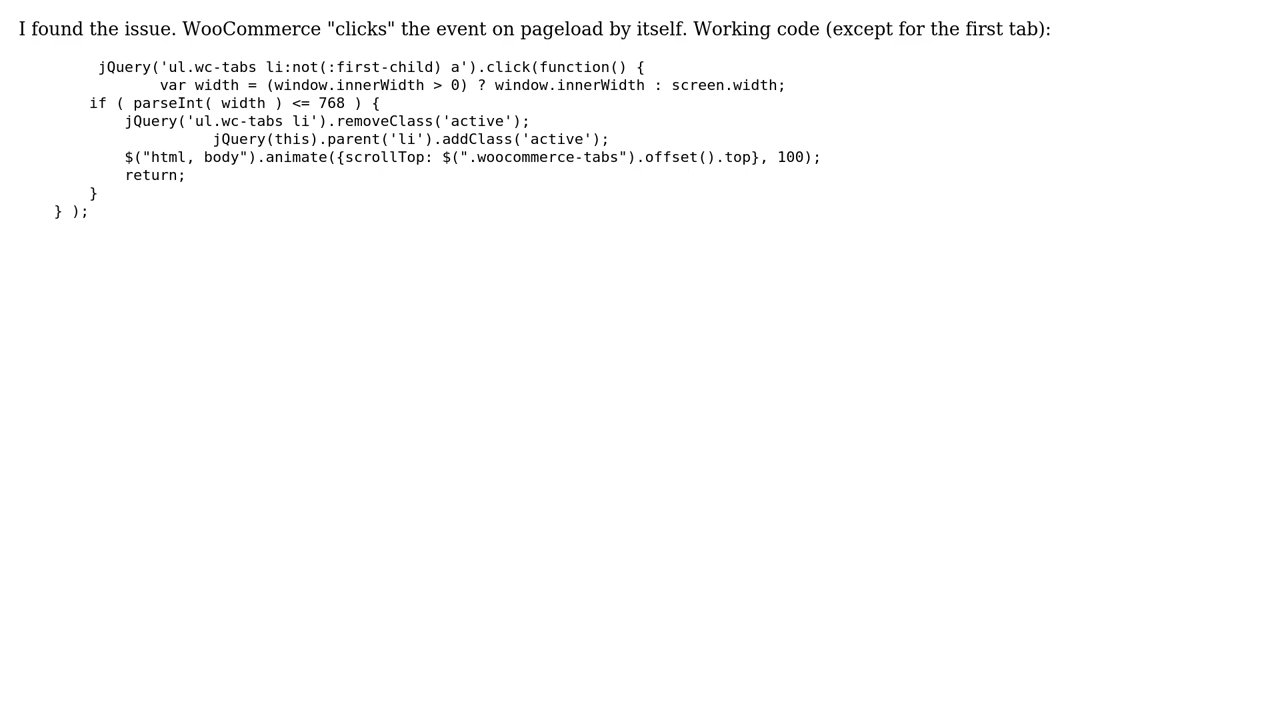 I found the issue. WooCommerce "clicks" the event on pageload by itself. Working code (except for the first tab):
jQuery('ul.wc-tabs li:not(:first-child) a').click(function() {
var width = (window.innerWidth > 0) ? window.innerWidth : screen.width;
if ( parseInt( width ) <= 768 ) {
jQuery('ul.wc-tabs li').removeClass('active');
jQuery(this).parent('li').addClass('active');
$("html, body").animate({scrollTop: $(".woocommerce-tabs").offset().top}, 100);
return;
}
} );